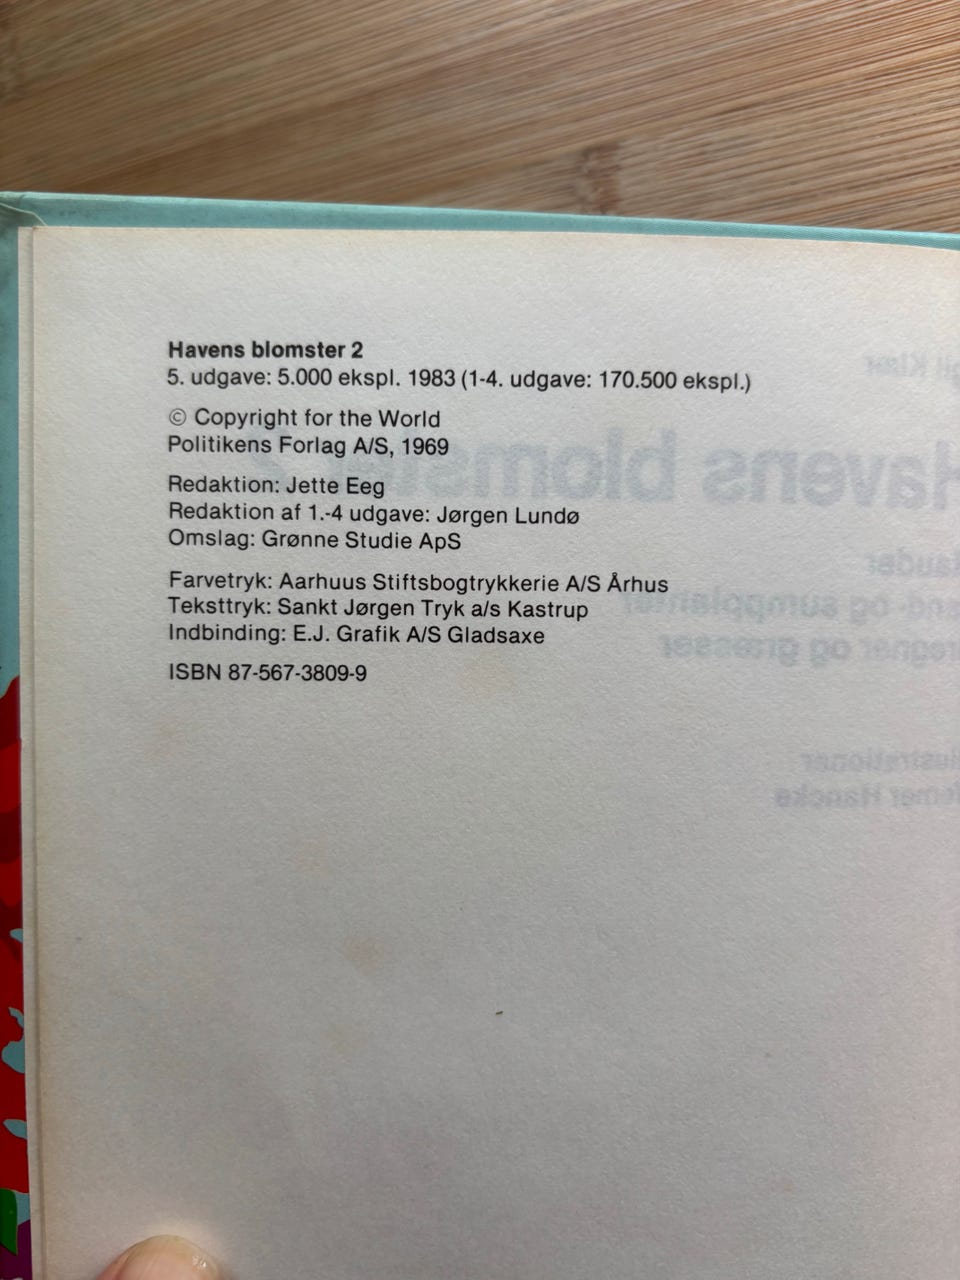 Havens blomster 2
5. udgave: 5.000 ekspl. 1983 (1-4. udgave: 170.500 ekspl.)
© Copyright for the World
Politikens Forlag A/S, 1969
Redaktion: Jette Eeg
Redaktion af 1.-4 udgave: Jørgen Lundø
Omslag: Grønne Studie ApS
Farvetryk: Aarhuus Stiftsbogtrykkerie A/S Århus
Teksttryk: Sankt Jørgen Tryk a/s Kastrup
Indbinding: E.J. Grafik A/S Gladsaxe
ISBN 87-567-3809-9